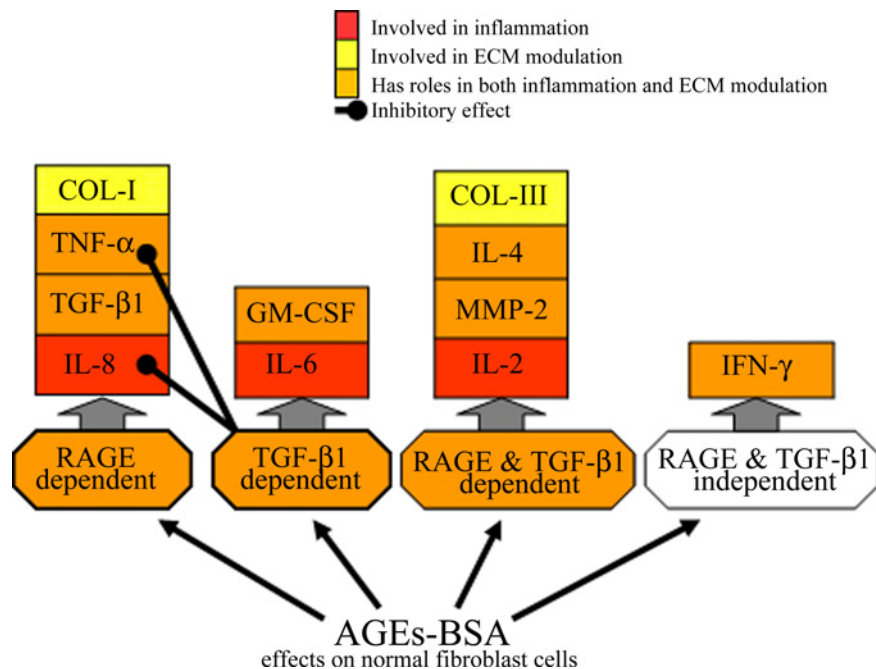 Involved in inflammation
Involved in ECM modulation
Has roles in both inflammation and ECM modulation
Inhibitory effect
COL-I
TNF-α
TGF-β1
IL-8
GM-CSF
IL-6
COL-III
IL-4
MMP-2
IL-2
IFN-γ
RAGE
dependent
TGF-β1
dependent
RAGE & TGF-β1
dependent
RAGE & TGF-β1
independent
AGEs-BSA
effects on normal fibroblast cells